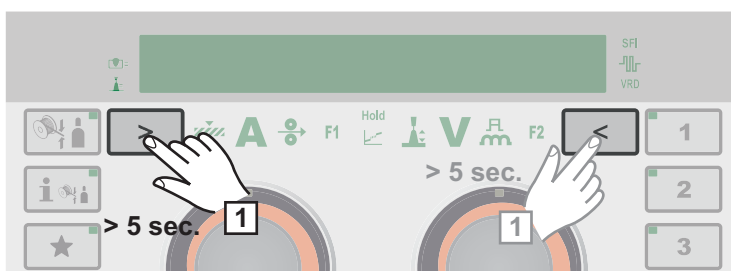 SFI
VRD
> A F1 Hold V F2 < 1
> 5 sec.
2
> 5 sec. 1 1
3